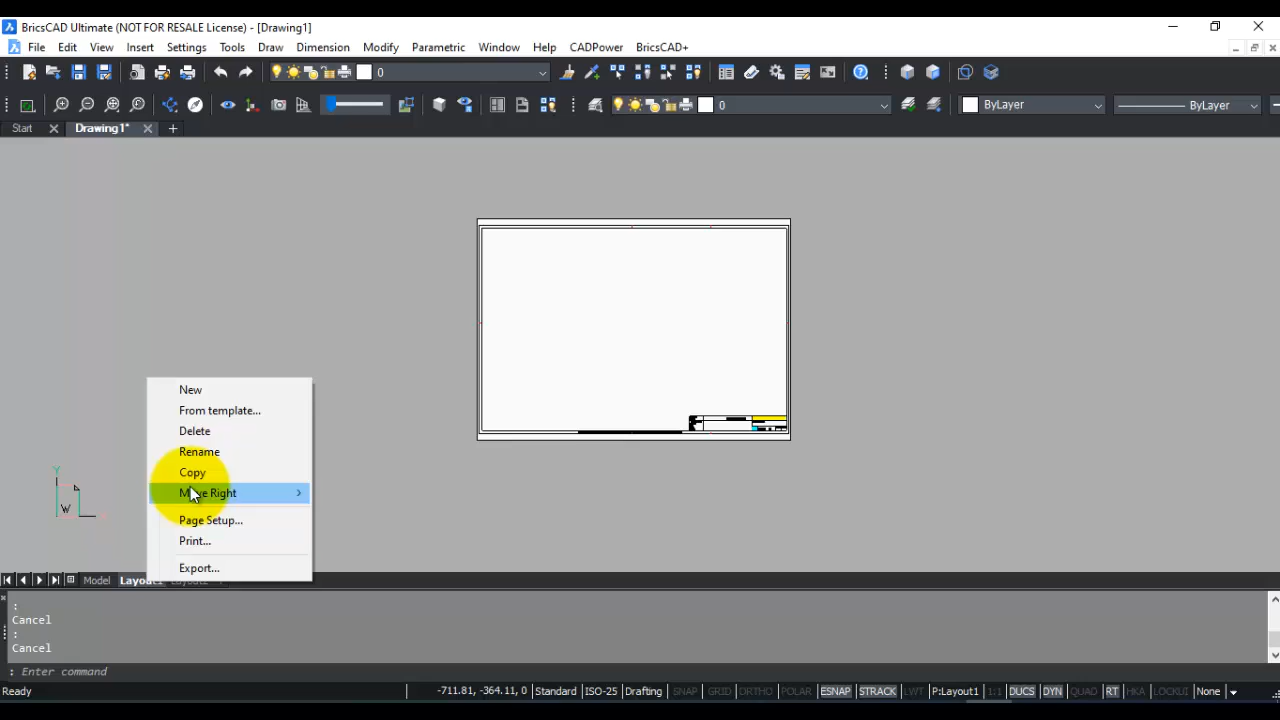 BricsCAD Ultimate (NOT FOR RESALE License) - [Drawing1]
File Edit View Insert Settings Tools Draw Dimension Modify Parametric Window Help CADPower BricsCAD+
0
0 ByLayer ByLayer
Start Drawing1*
New
From template...
Delete
Rename
Copy
Move Right
Page Setup...
Print...
Export...
Y
W
Model Layout1 Layout2
:
Cancel
:
Cancel
: Enter command
Ready -711.81, -364.11, 0 Standard ISO-25 Drafting SNAP GRID ORTHO POLAR ESNAP STRACK LWT P:Layout1 1:1 DUCS DYN QUAD RT HKA LOCKUI None